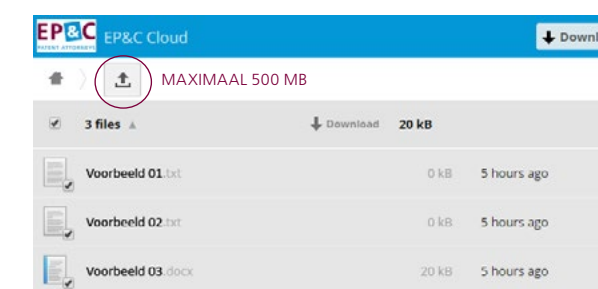 EP&C EP&C Cloud Downl
PATENT ATTORNEYS
MAXIMAAL 500 MB
3 files Download 20 kB
Voorbeeld 01.txt 0 kB 5 hours ago
Voorbeeld 02.txt 0 kB 5 hours ago
Voorbeeld 03.docx 20 kB 5 hours ago